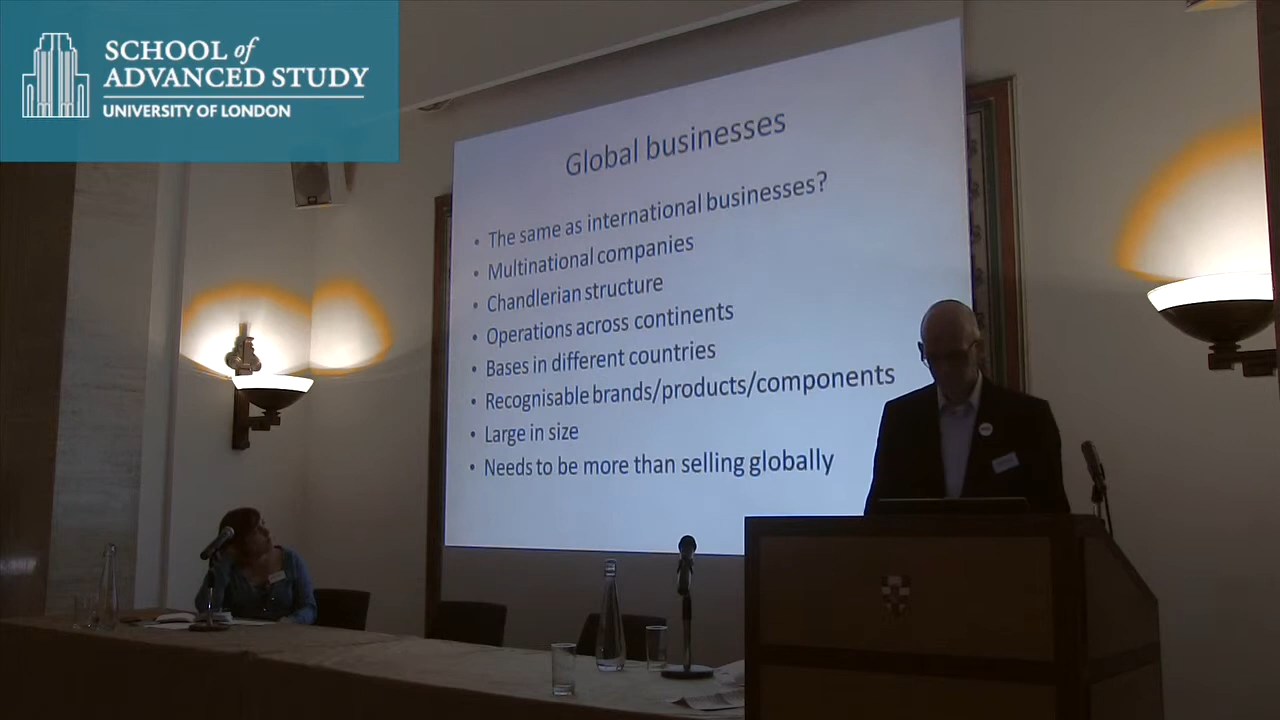 SCHOOL of
ADVANCED STUDY
UNIVERSITY OF LONDON
Global businesses
• The same as international businesses?
• Multinational companies
• Chandlerian structure
• Operations across continents
• Bases in different countries
• Recognisable brands/products/components
• Large in size
• Needs to be more than selling globally